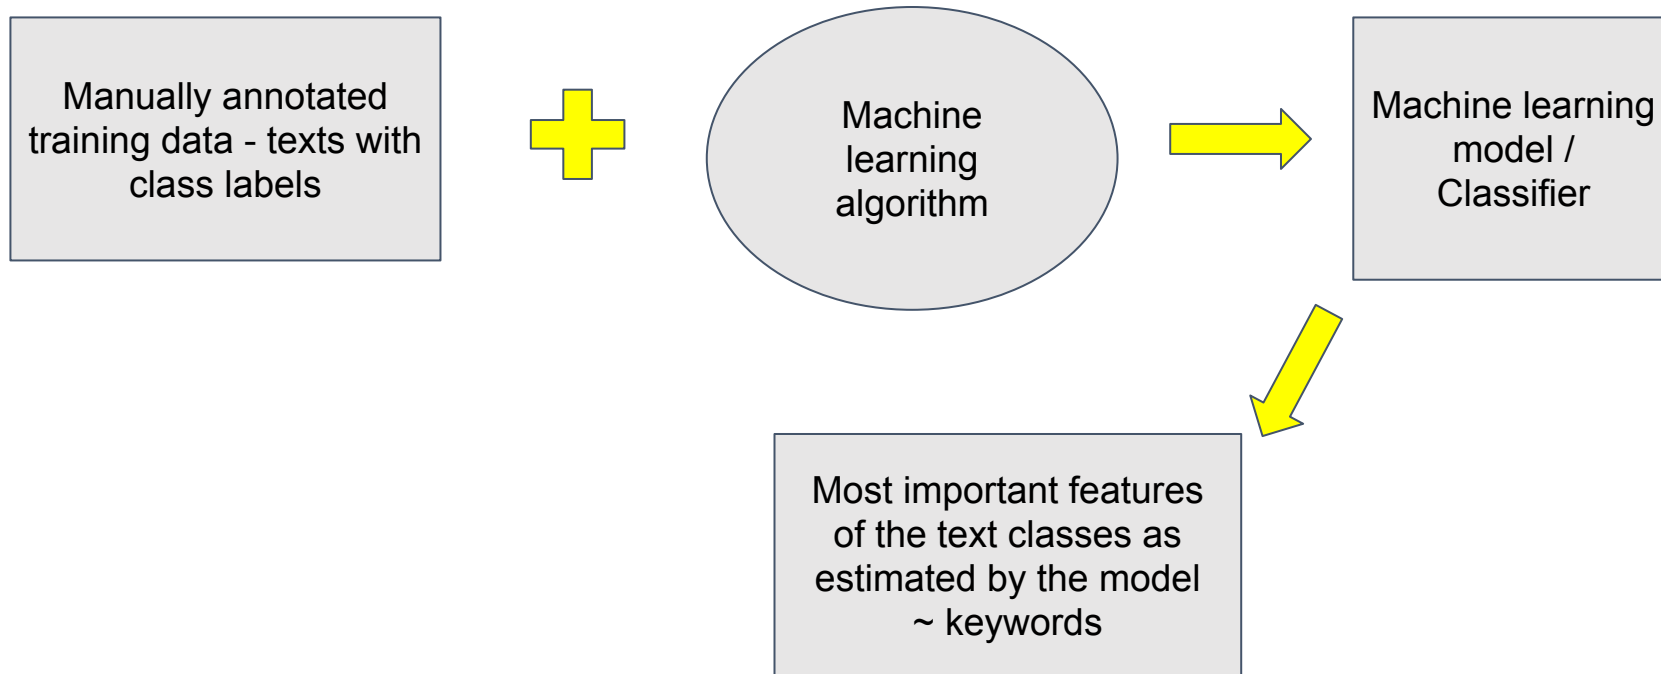 Manually annotated
training data - texts with
class labels
Machine
learning
algorithm
Machine learning
model /
Classifier
Most important features
of the text classes as
estimated by the model
~ keywords